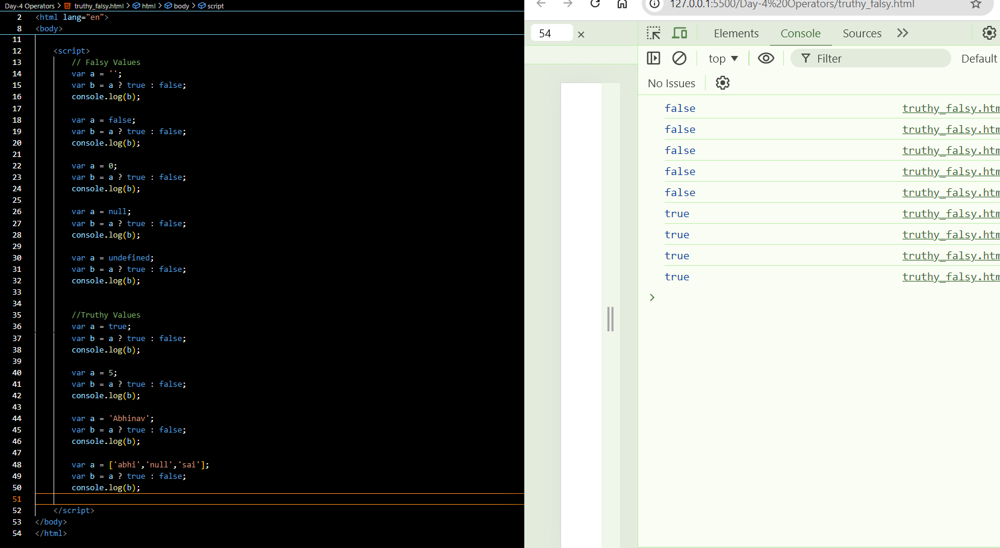 Day-4 Operators > truthy_falsy.html > html > body > script
2 <html lang="en">
8 <body>
11
12 <script>
13 // Falsy Values
14 var a = '';
15 var b = a ? true : false;
16 console.log(b);
17
18 var a = false;
19 var b = a ? true : false;
20 console.log(b);
21
22 var a = 0;
23 var b = a ? true : false;
24 console.log(b);
25
26 var a = null;
27 var b = a ? true : false;
28 console.log(b);
29
30 var a = undefined;
31 var b = a ? true : false;
32 console.log(b);
33
34
35 //Truthy Values
36 var a = true;
37 var b = a ? true : false;
38 console.log(b);
39
40 var a = 5;
41 var b = a ? true : false;
42 console.log(b);
43
44 var a = 'Abhinav';
45 var b = a ? true : false;
46 console.log(b);
47
48 var a = ['abhi','null','sai'];
49 var b = a ? true : false;
50 console.log(b);
51
52 </script>
53 </body>
54 </html>
127.0.0.1:5500/Day-4%20Operators/truthy_falsy.html
54 ×
Elements Console Sources
top Filter Default
No Issues
false truthy_falsy.htm
false truthy_falsy.htm
false truthy_falsy.htm
false truthy_falsy.htm
false truthy_falsy.htm
true truthy_falsy.htm
true truthy_falsy.htm
true truthy_falsy.htm
true truthy_falsy.htm